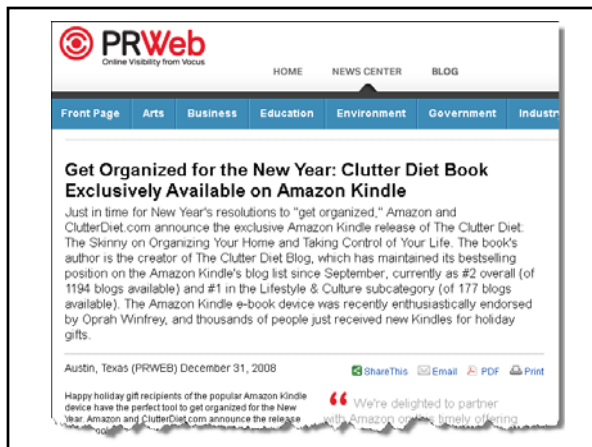 PRWeb
Online Visibility from Vocus
HOME NEWS CENTER BLOG
Front Page Arts Business Education Environment Government Industry
Get Organized for the New Year: Clutter Diet Book
Exclusively Available on Amazon Kindle
Just in time for New Year's resolutions to "get organized," Amazon and
ClutterDiet.com announce the exclusive Amazon Kindle release of The Clutter Diet:
The Skinny on Organizing Your Home and Taking Control of Your Life. The book's
author is the creator of The Clutter Diet Blog, which has maintained its bestselling
position on the Amazon Kindle's blog list since September, currently as #2 overall (of
1194 blogs available) and #1 in the Lifestyle & Culture subcategory (of 177 blogs
available). The Amazon Kindle e-book device was recently enthusiastically endorsed
by Oprah Winfrey, and thousands of people just received new Kindles for holiday
gifts.
Austin, Texas (PRWEB) December 31, 2008 ShareThis Email PDF Print
Happy holiday gift recipients of the popular Amazon Kindle
device have the perfect tool to get organized for the New
Year. Amazon and ClutterDiet.com announce the release
“ We're delighted to partner
with Amazon on this timely offering